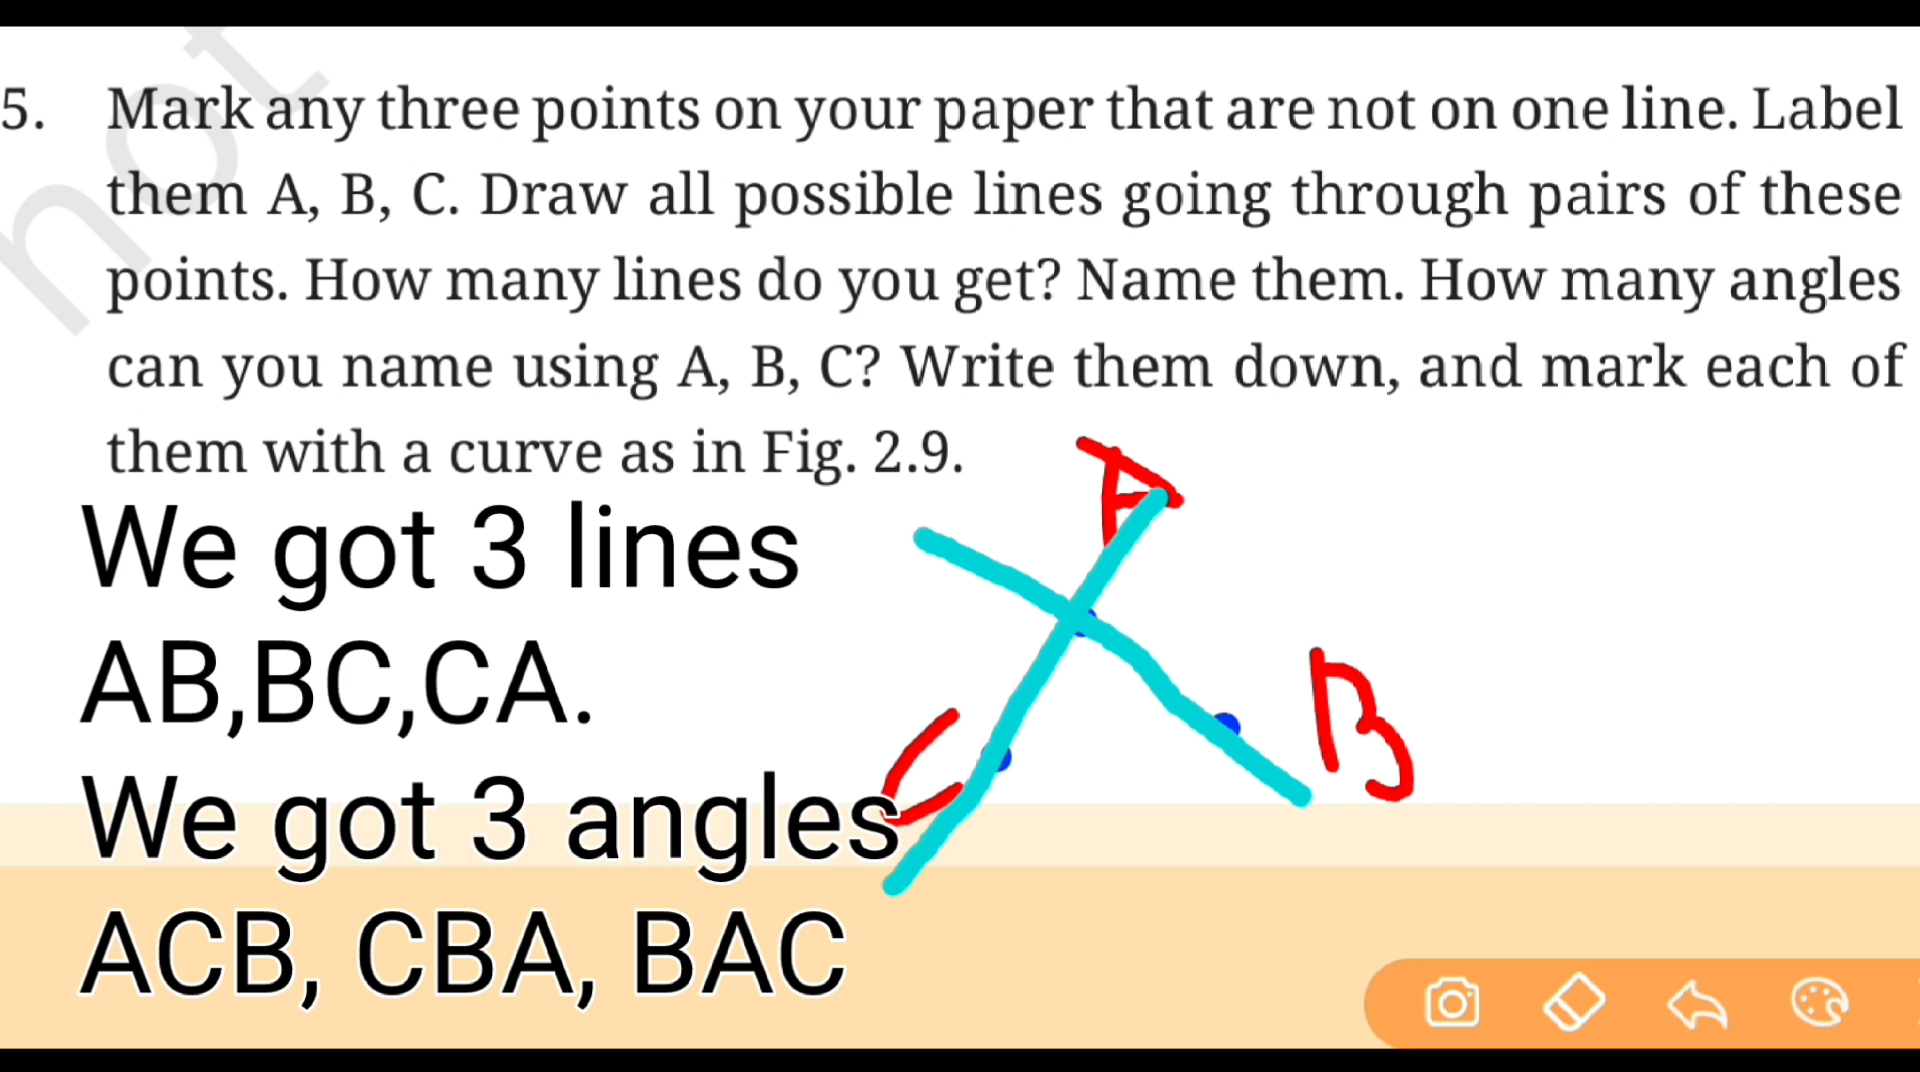 not
5. Mark any three points on your paper that are not on one line. Label
them A, B, C. Draw all possible lines going through pairs of these
points. How many lines do you get? Name them. How many angles
can you name using A, B, C? Write them down, and mark each of
them with a curve as in Fig. 2.9.
We got 3 lines
AB,BC,CA.
We got 3 angles
ACB, CBA, BAC
A
B
C